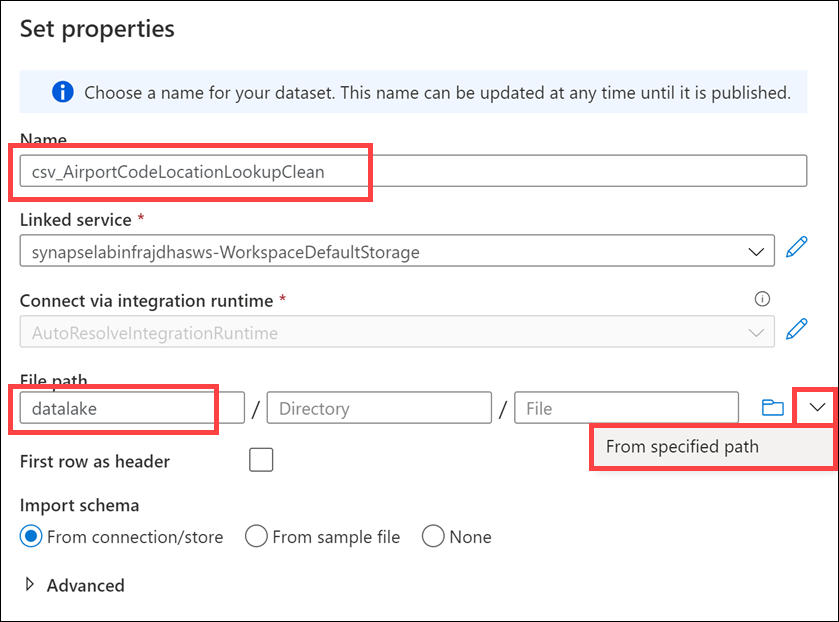 Set properties
Choose a name for your dataset. This name can be updated at any time until it is published.
Name
csv_AirportCodeLocationLookupClean
Linked service *
synapselabinfrajdhasws-WorkspaceDefaultStorage
Connect via integration runtime *
AutoResolveIntegrationRuntime
File path
datalake / Directory / File
From specified path
First row as header
Import schema
From connection/store From sample file None
Advanced